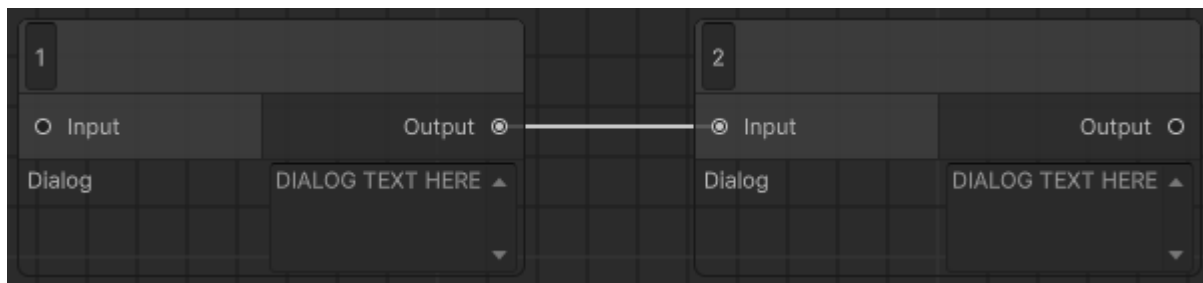 1
Input Output
Dialog DIALOG TEXT HERE
2
Input Output
Dialog DIALOG TEXT HERE